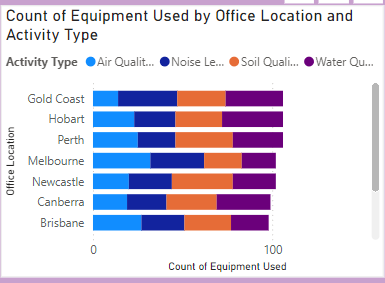 Count of Equipment Used by Office Location and
Activity Type
Activity Type Air Qualit... Noise Le... Soil Quali... Water Qu...
Gold Coast
Hobart
Perth
Melbourne
Newcastle
Canberra
Brisbane
Office Location
0 100
Count of Equipment Used